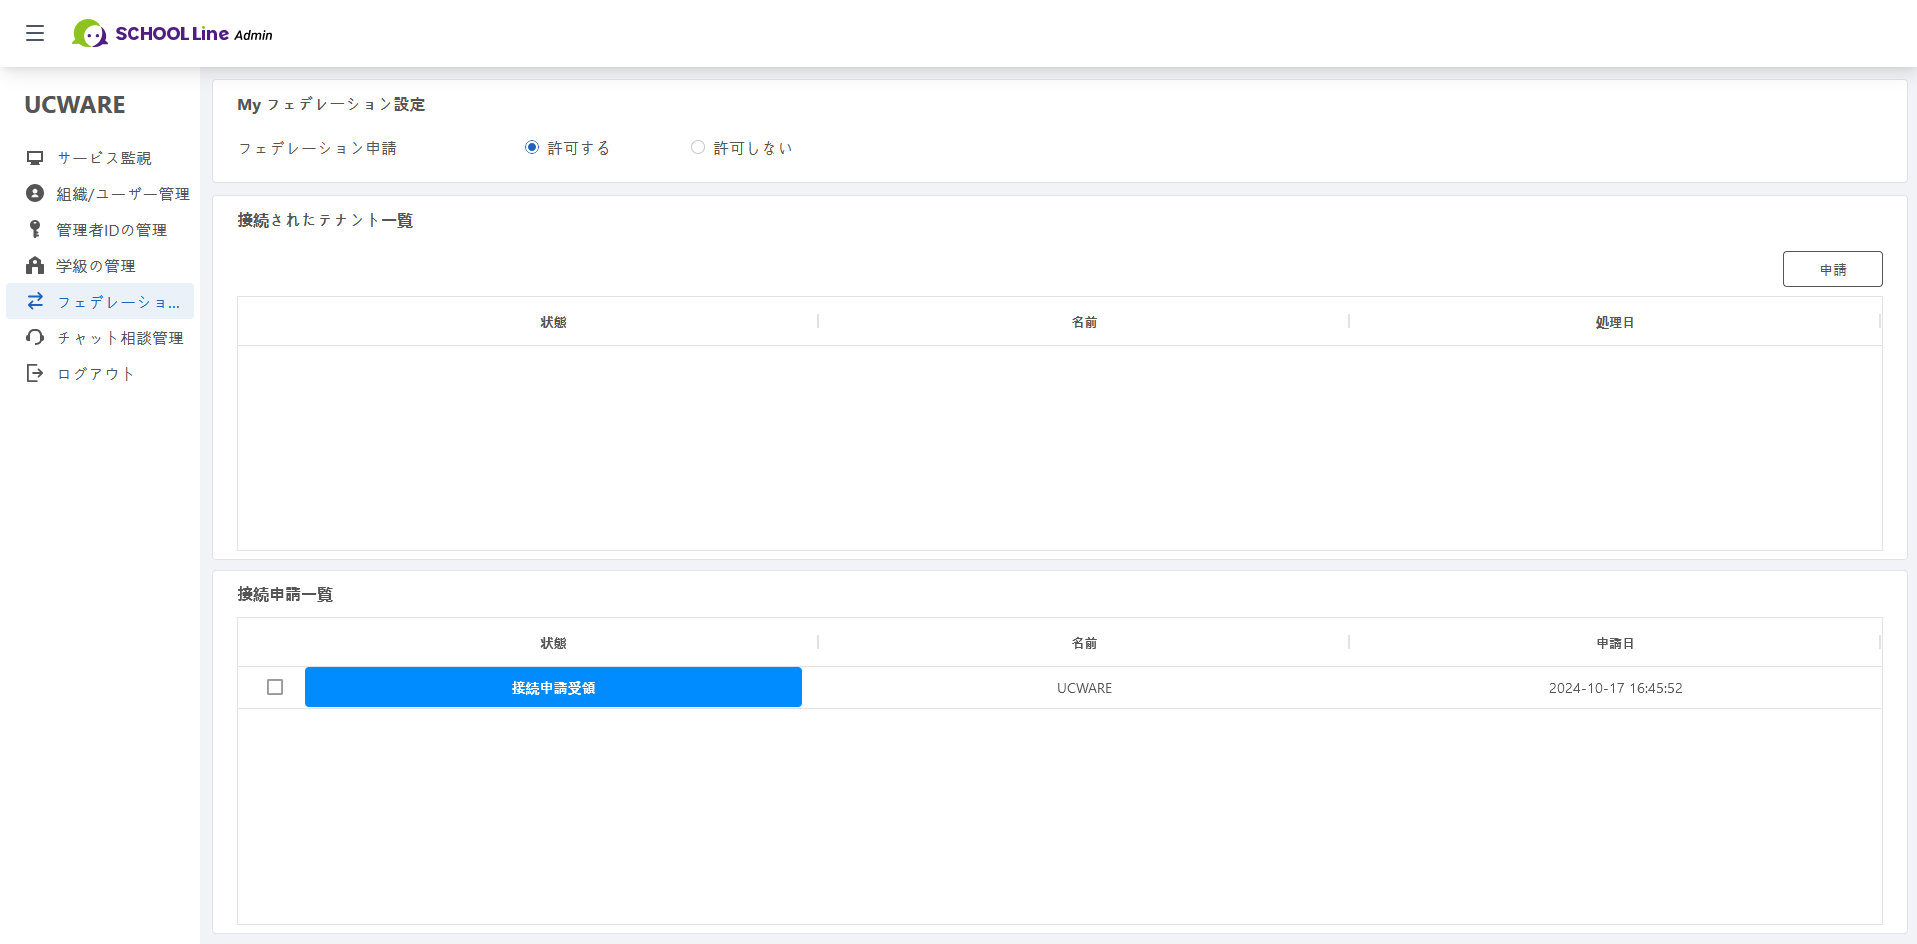 SCHOOL Line Admin
UCWARE
サービス監視
組織/ユーザー管理
管理者IDの管理
学級の管理
フェデレーショ...
チャット相談管理
ログアウト
My フェデレーション設定
フェデレーション申請 許可する 許可しない
接続されたテナント一覧
申請
状態 名前 処理日
接続申請一覧
状態 名前 申請日
接続申請受領 UCWARE 2024-10-17 16:45:52